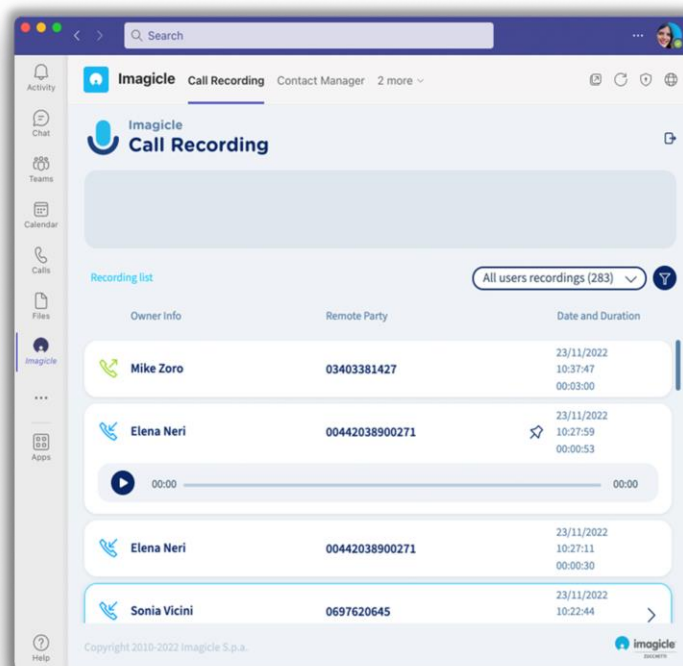 Search
...
Activity
Chat
Teams
Calendar
Calls
Files
Imagicle
...
Apps
Help
Imagicle Call Recording Contact Manager 2 more
Imagicle
Call Recording
Recording list
All users recordings (283)
Owner Info Remote Party Date and Duration
Mike Zoro 03403381427 23/11/2022
10:37:47
00:03:00
Elena Neri 00442038900271 23/11/2022
10:27:59
00:00:53
00:00 00:00
Elena Neri 00442038900271 23/11/2022
10:27:11
00:00:30
Sonia Vicini 0697620645 23/11/2022
10:22:44
Copyright 2010-2022 Imagicle S.p.a.
imagicle